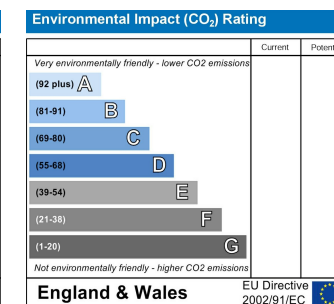 Environmental Impact (CO₂) Rating
Current Potent
Very environmentally friendly - lower CO2 emissions
(92 plus) A
(81-91) B
(69-80) C
(55-68) D
(39-54) E
(21-38) F
(1-20) G
Not environmentally friendly - higher CO2 emissions
England & Wales
EU Directive
2002/91/EC